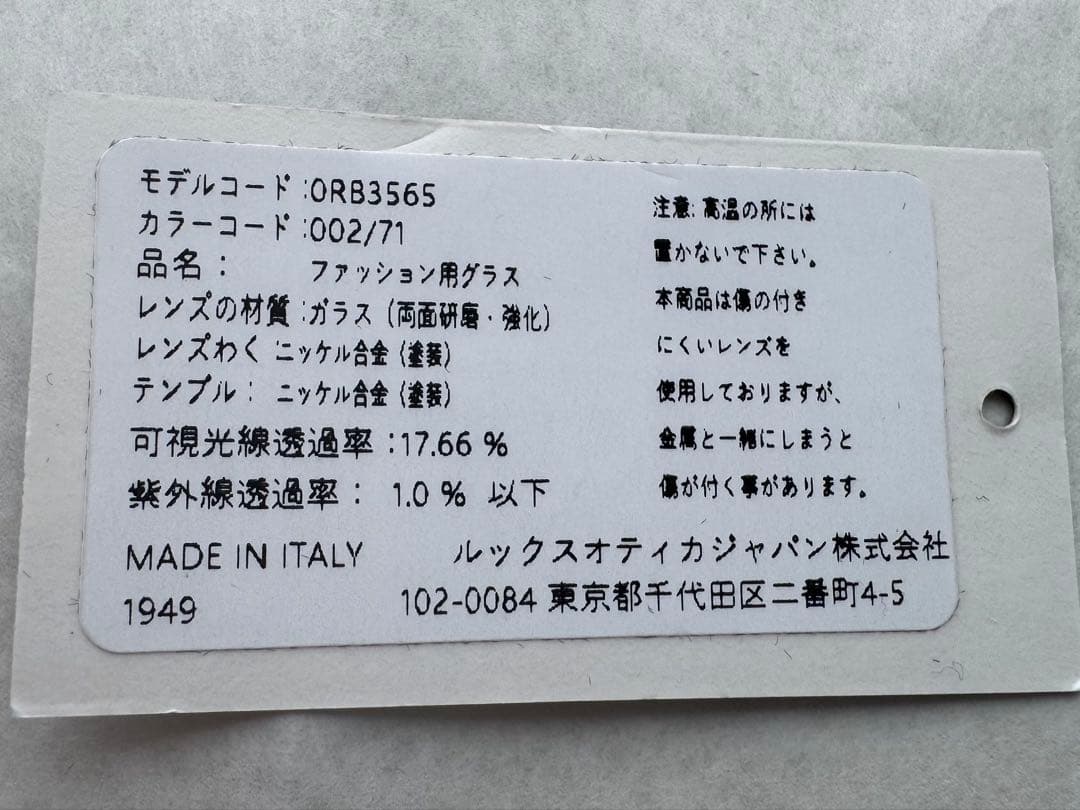 モデルコード:0RB3565
カラーコード:002/71
品名: ファッション用グラス
レンズの材質:ガラス(両面研磨・強化)
レンズわく ニッケル合金(塗装)
テンプル: ニッケル合金(塗装)
可視光線透過率:17.66 %
紫外線透過率: 1.0 % 以下
MADE IN ITALY
1949
注意: 高温の所には
置かないで下さい。
本商品は傷の付き
にくいレンズを
使用しておりますが、
金属と一緒にしまうと
傷が付く事があります。
ルックスオティカジャパン株式会社
102-0084 東京都千代田区二番町4-5